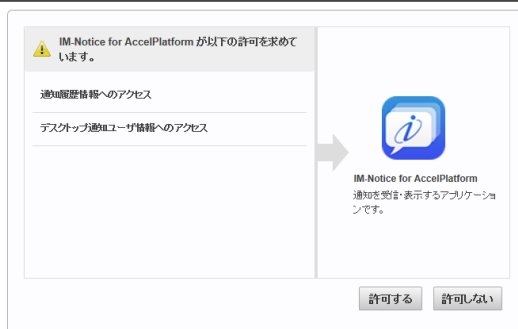 IM-Notice for AccelPlatform が以下の許可を求めて
います。
通知履歴情報へのアクセス
デスクトップ通知ユーザ情報へのアクセス
IM-Notice for AccelPlatform
通知を受信・表示するアプリケーショ
ンです。
許可する
許可しない